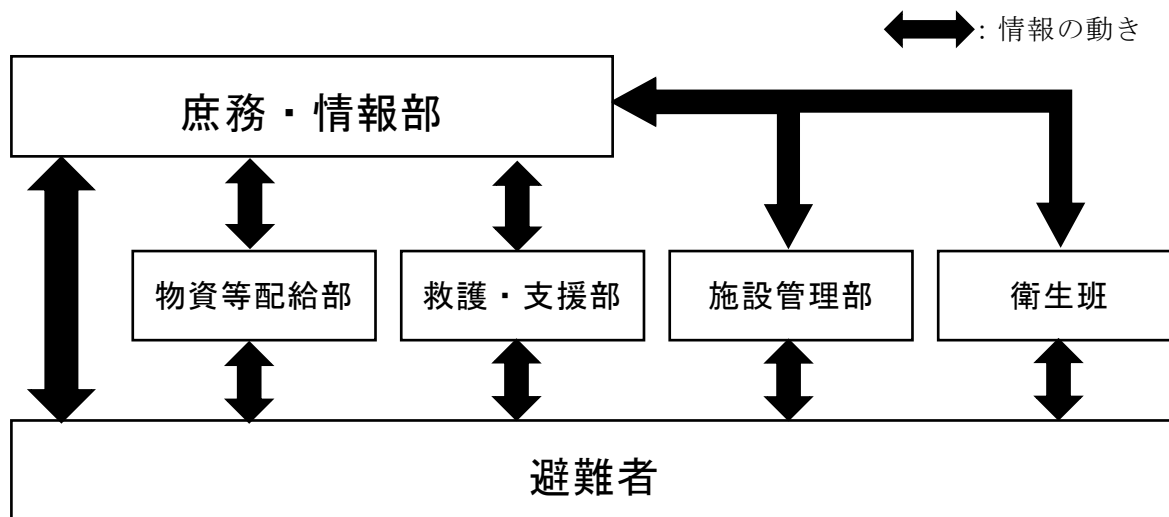 : 情報の動き
庶務・情報部
物資等配給部
救護・支援部
施設管理部
衛生班
避難者